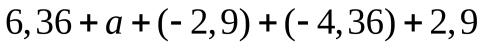 6,36 + a + (- 2,9) + (- 4,36) + 2,9